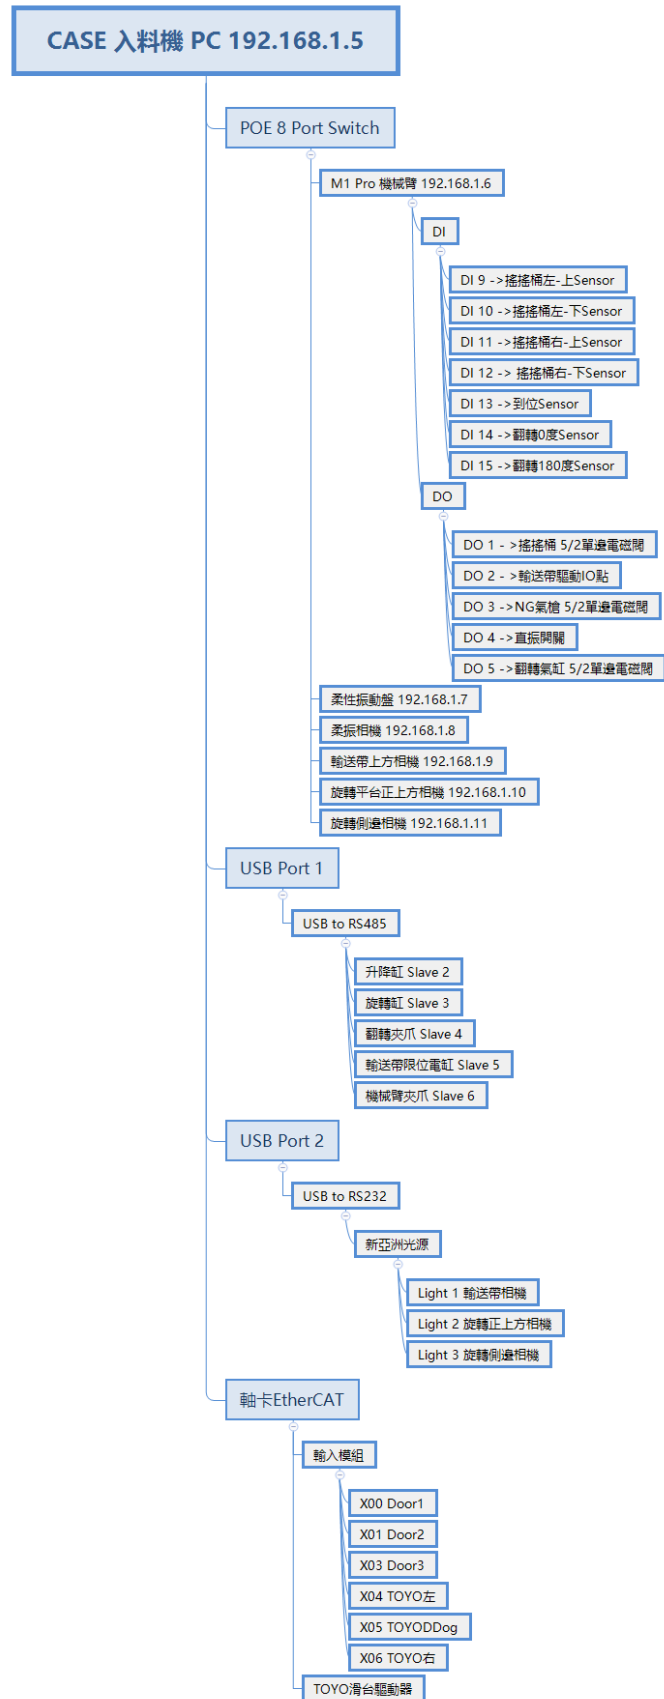 CASE 入料機 PC 192.168.1.5
POE 8 Port Switch
M1 Pro 機械臂 192.168.1.6
DI
DI 9 ->搖搖桶左-上Sensor
DI 10 ->搖搖桶左-下Sensor
DI 11 ->搖搖桶右-上Sensor
DI 12 -> 搖搖桶右-下Sensor
DI 13 ->到位Sensor
DI 14 ->翻轉0度Sensor
DI 15 ->翻轉180度Sensor
DO
DO 1 - >搖搖桶 5/2單邊電磁閥
DO 2 - >輸送帶驅動IO點
DO 3 ->NG氣槍 5/2單邊電磁閥
DO 4 ->直振開關
DO 5 ->翻轉氣缸 5/2單邊電磁閥
柔性振動盤 192.168.1.7
柔振相機 192.168.1.8
輸送帶上方相機 192.168.1.9
旋轉平台正上方相機 192.168.1.10
旋轉側邊相機 192.168.1.11
USB Port 1
USB to RS485
升降缸 Slave 2
旋轉缸 Slave 3
翻轉夾爪 Slave 4
輸送帶限位電缸 Slave 5
機械臂夾爪 Slave 6
USB Port 2
USB to RS232
新亞洲光源
Light 1 輸送帶相機
Light 2 旋轉正上方相機
Light 3 旋轉側邊相機
軸卡EtherCAT
輸入模組
X00 Door1
X01 Door2
X03 Door3
X04 TOYO左
X05 TOYODDog
X06 TOYO右
TOYO滑台驅動器